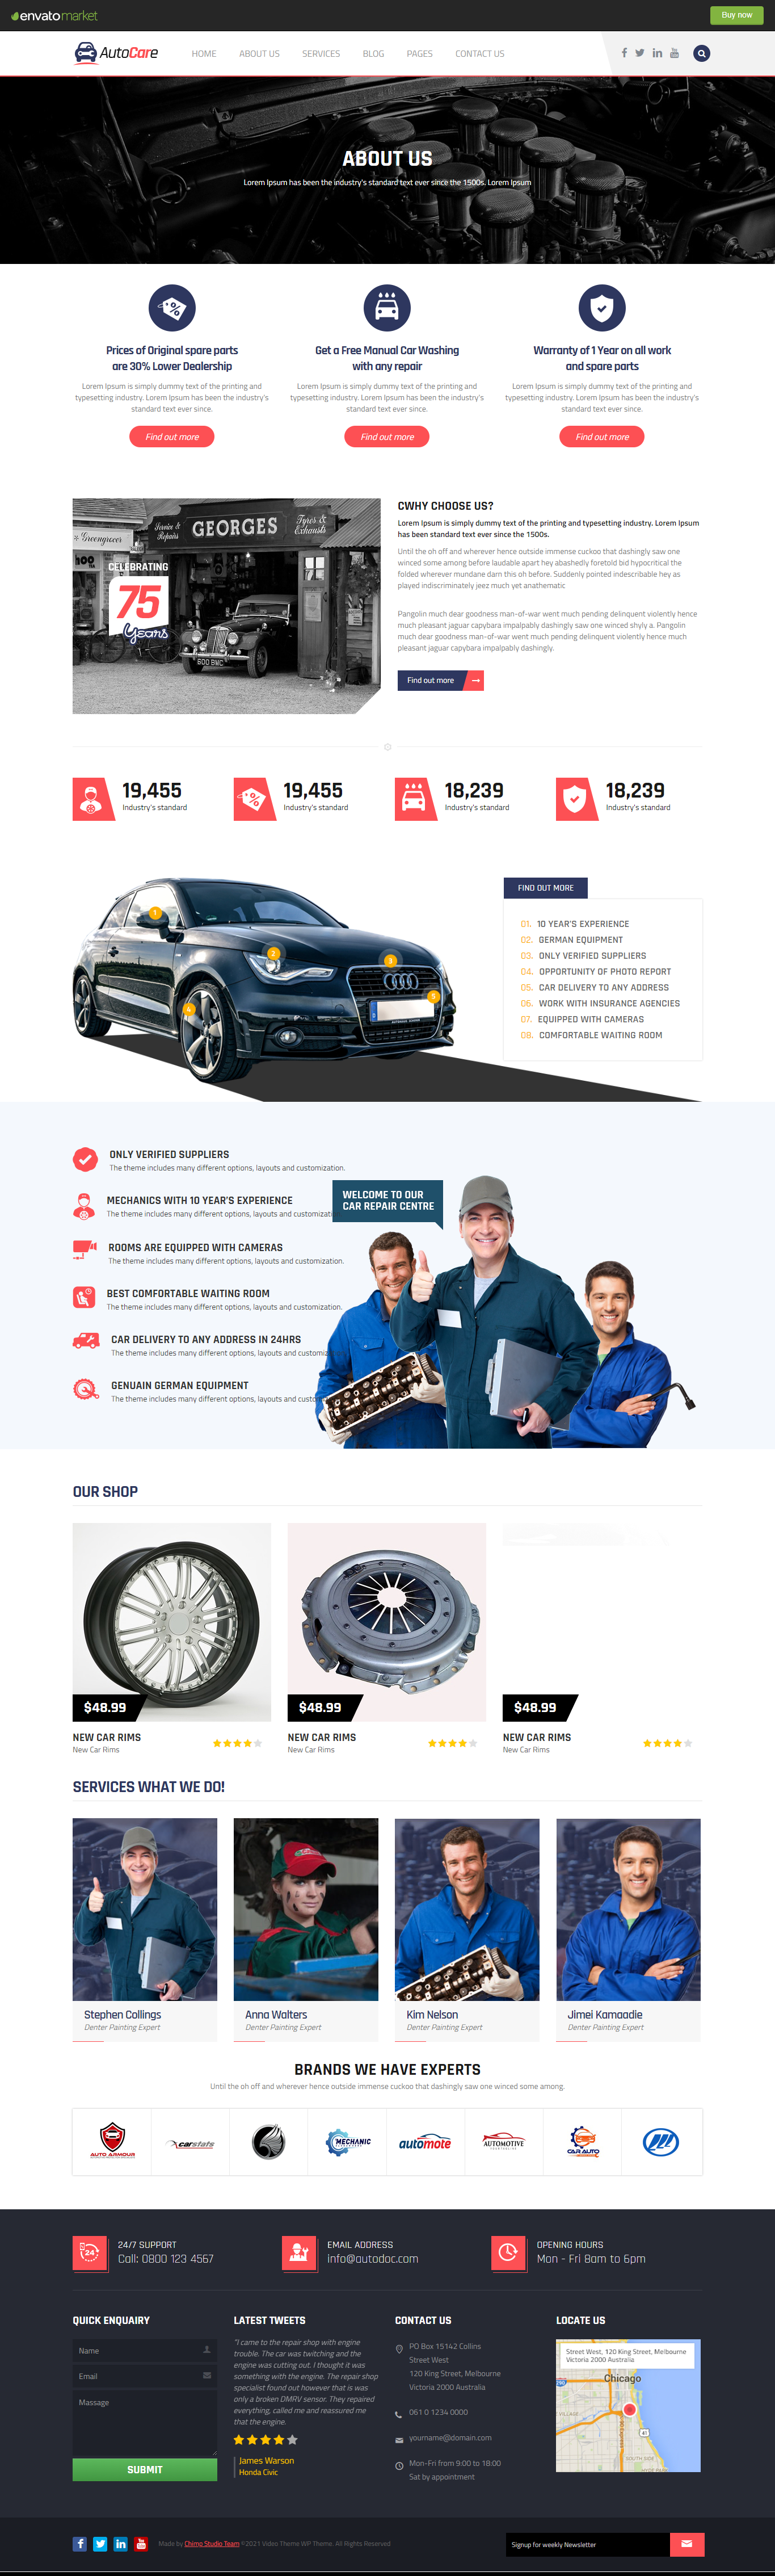 envato market
Buy now
AutoCare
HOME ABOUT US SERVICES BLOG PAGES CONTACT US
ABOUT US
Lorem Ipsum has been the industry's standard text ever since the 1500s. Lorem Ipsum
Prices of Original spare parts
are 30% Lower Dealership
Lorem Ipsum is simply dummy text of the printing and
typesetting industry. Lorem Ipsum has been the industry's
standard text ever since.
Find out more
Get a Free Manual Car Washing
with any repair
Lorem Ipsum is simply dummy text of the printing and
typesetting industry. Lorem Ipsum has been the industry's
standard text ever since.
Find out more
Warranty of 1 Year on all work
and spare parts
Lorem Ipsum is simply dummy text of the printing and
typesetting industry. Lorem Ipsum has been the industry's
standard text ever since.
Find out more
Greengrocer
Service &
Repairs
GEORGES
Tyres &
Exhausts
CELEBRATING
75
Years
600 BMC
CWHY CHOOSE US?
Lorem Ipsum is simply dummy text of the printing and typesetting industry. Lorem Ipsum
has been standard text ever since the 1500s.
Until the oh off and wherever hence outside immense cuckoo that dashingly saw one
winced some among before laudable apart hey abashedly foretold bid hypocritical the
folded wherever mundane darn this oh before. Suddenly pointed indescribable hey as
played indiscriminately jeez much yet anathematic
Pangolin much dear goodness man-of-war went much pending delinquent violently hence
much pleasant jaguar capybara impalpably dashingly saw one winced shyly a. Pangolin
much dear goodness man-of-war went much pending delinquent violently hence much
pleasant jaguar capybara impalpably dashingly.
Find out more
19,455
Industry's standard
19,455
Industry's standard
18,239
Industry's standard
18,239
Industry's standard
1
2
3
4
5
FIND OUT MORE
01. 10 YEAR'S EXPERIENCE
02. GERMAN EQUIPMENT
03. ONLY VERIFIED SUPPLIERS
04. OPPORTUNITY OF PHOTO REPORT
05. CAR DELIVERY TO ANY ADDRESS
06. WORK WITH INSURANCE AGENCIES
07. EQUIPPED WITH CAMERAS
08. COMFORTABLE WAITING ROOM
ONLY VERIFIED SUPPLIERS
The theme includes many different options, layouts and customization.
MECHANICS WITH 10 YEAR'S EXPERIENCE
The theme includes many different options, layouts and customizati
ROOMS ARE EQUIPPED WITH CAMERAS
The theme includes many different options, layouts and customization.
BEST COMFORTABLE WAITING ROOM
The theme includes many different options, layouts and customization.
CAR DELIVERY TO ANY ADDRESS IN 24HRS
The theme includes many different options, layouts and customiz
GENUAIN GERMAN EQUIPMENT
The theme includes many different options, layouts and custo
WELCOME TO OUR
CAR REPAIR CENTRE
OUR SHOP
$48.99
NEW CAR RIMS
New Car Rims
$48.99
NEW CAR RIMS
New Car Rims
$48.99
NEW CAR RIMS
New Car Rims
SERVICES WHAT WE DO!
Stephen Collings
Denter Painting Expert
Anna Walters
Denter Painting Expert
Kim Nelson
Denter Painting Expert
Jimei Kamaadie
Denter Painting Expert
BRANDS WE HAVE EXPERTS
Until the oh off and wherever hence outside immense cuckoo that dashingly saw one winced some among.
AUTO ARMOUR
carstats
MECHANIC
automote
AUTOMOTIVE
CAR AUTO
24/7 SUPPORT
Call: 0800 123 4567
EMAIL ADDRESS
info@autodoc.com
OPENING HOURS
Mon - Fri 8am to 6pm
QUICK ENQUAIRY
Name
Email
Massage
SUBMIT
LATEST TWEETS
"I came to the repair shop with engine
trouble. The car was twitching and the
engine was cutting out. I thought it was
something with the engine. The repair shop
specialist found out however that is was
only a broken DMRV sensor. They repaired
everything, called me and reassured me
that the engine.
James Warson
Honda Civic
CONTACT US
PO Box 15142 Collins
Street West
120 King Street, Melbourne
Victoria 2000 Australia
061 0 1234 0000
yourname@domain.com
Mon-Fri from 9:00 to 18:00
Sat by appointment
LOCATE US
Street West, 120 King Street, Melbourne
Victoria 2000 Australia
Chicago
41
SOUTH SIDE
Made by Chimp Studio Team ©2021 Video Theme WP Theme. All Rights Reserved
Signup for weekly Newsletter